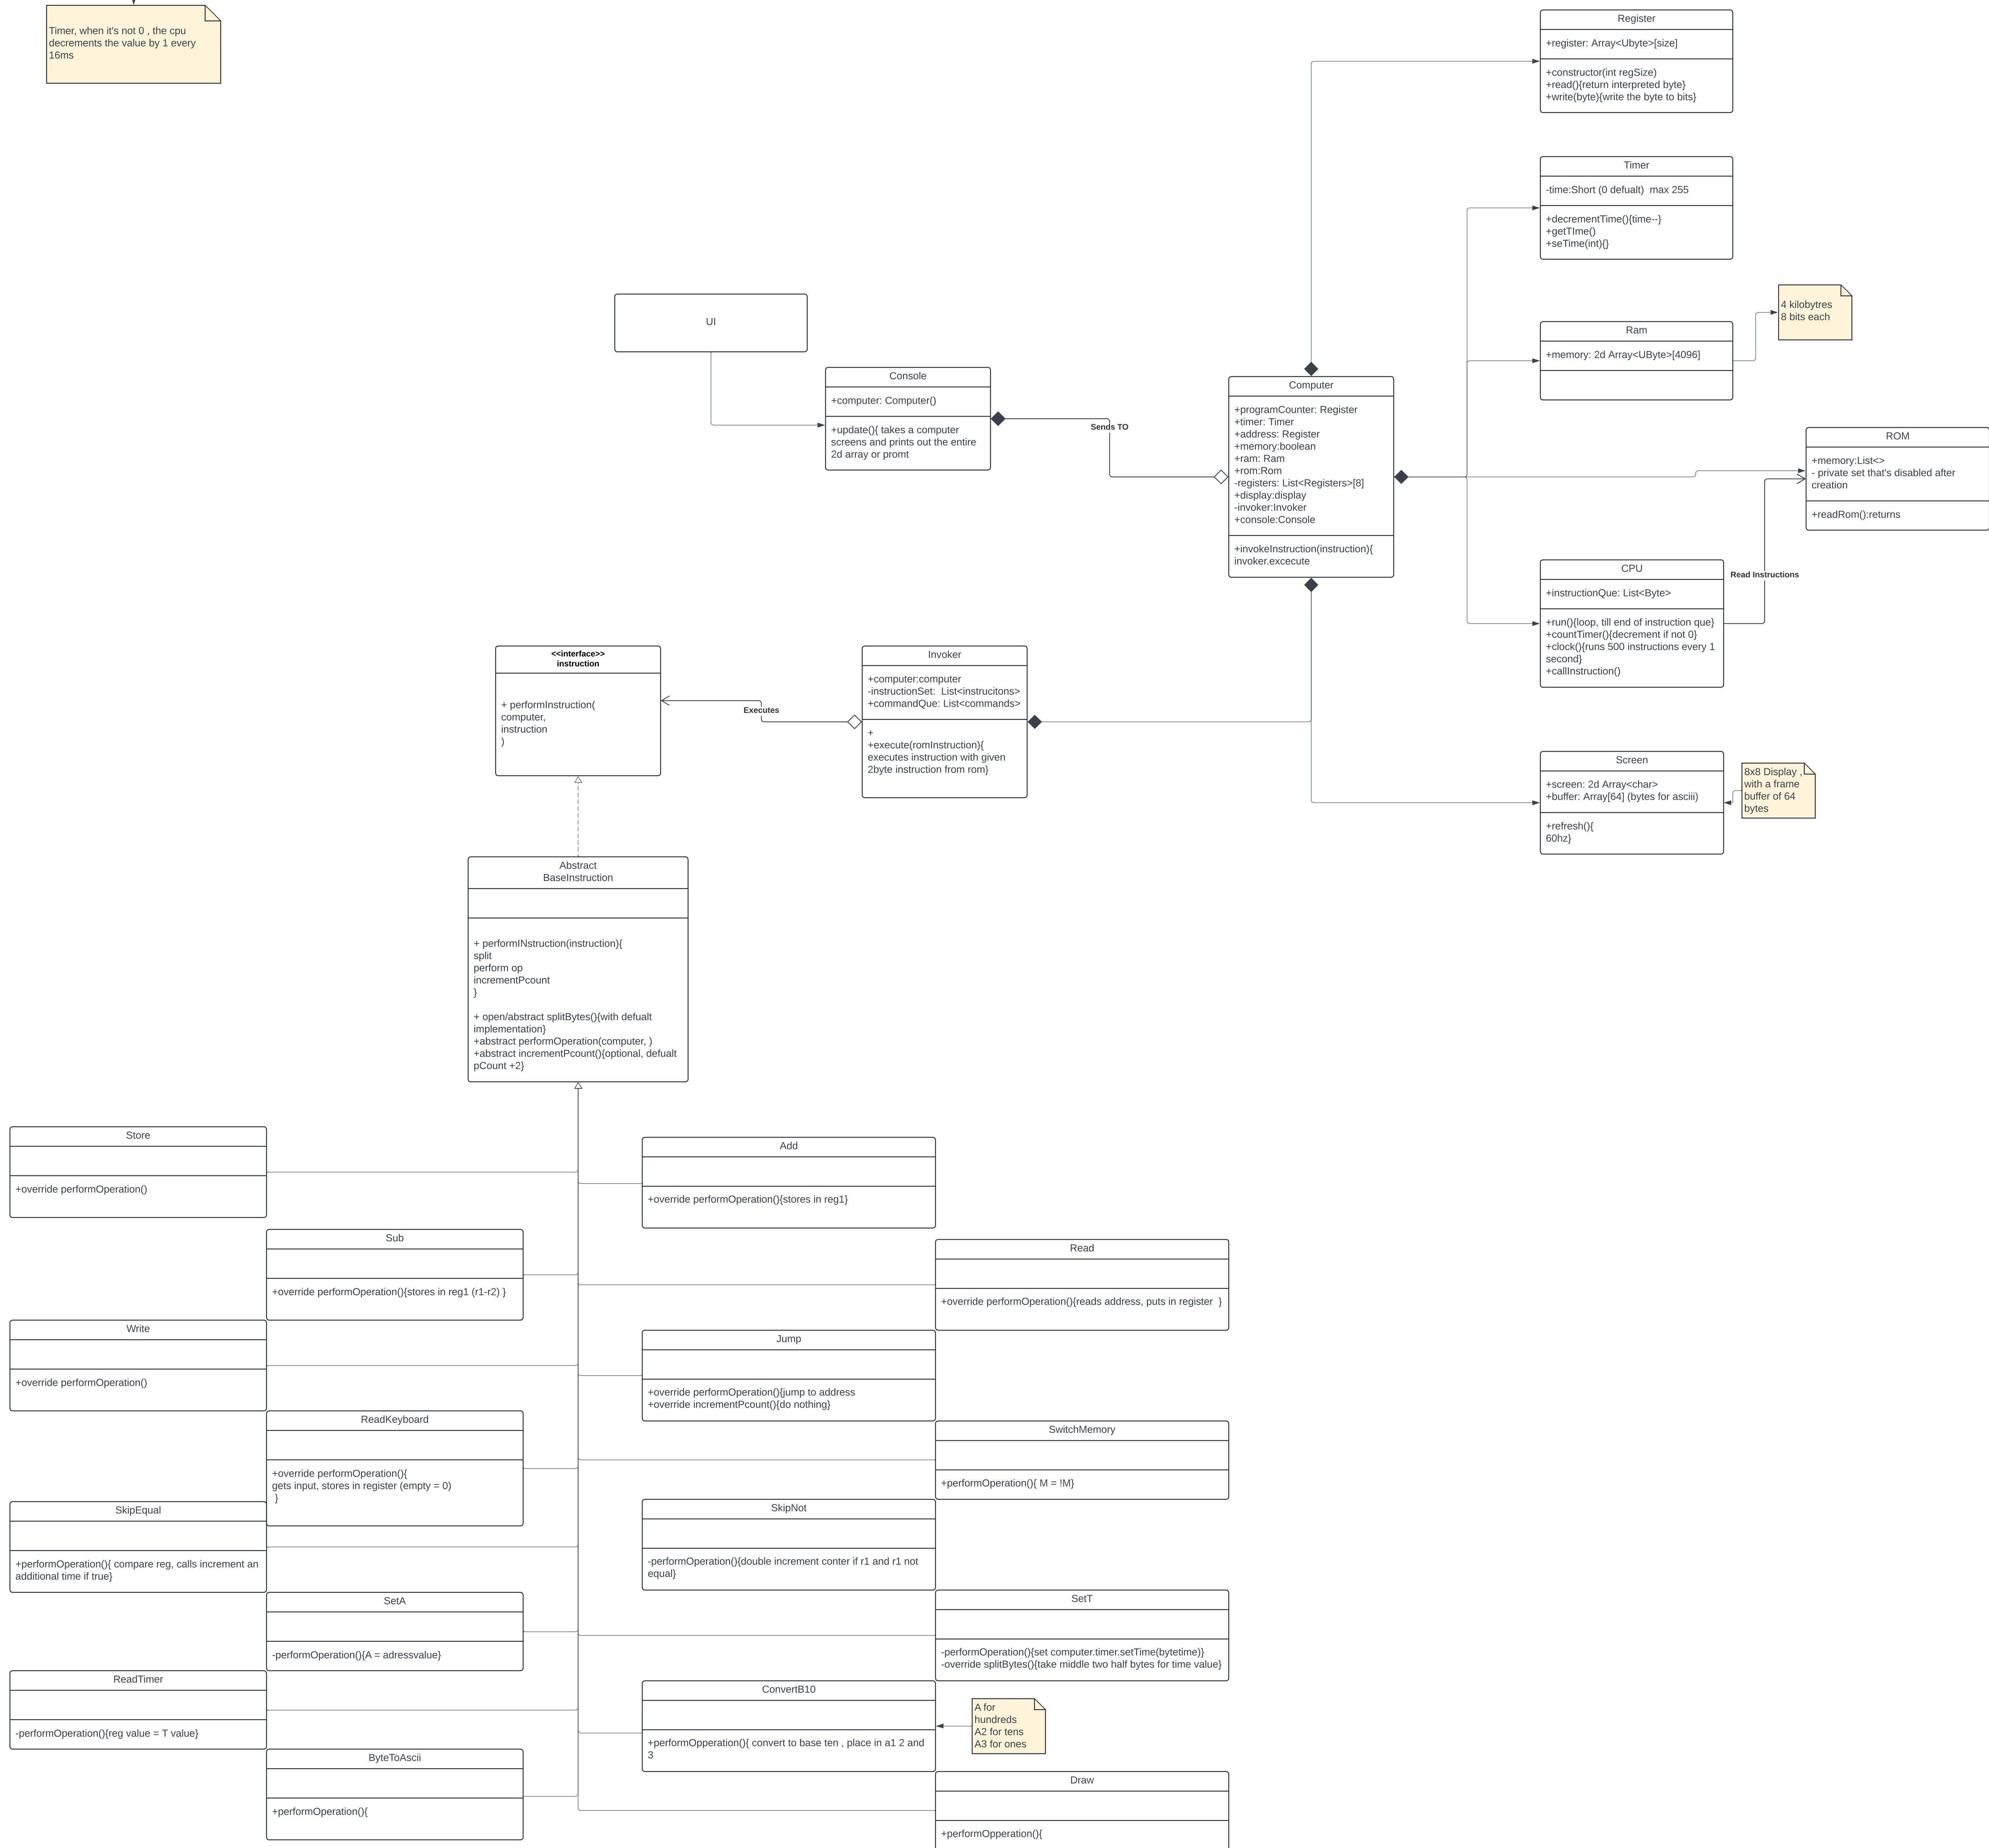 Timer, when it's not 0 , the cpu
decrements the value by 1 every
16ms
Register
+register: Array<Ubyte>[size]
+constructor(int regSize)
+read(){return interpreted byte}
+write(byte){write the byte to bits}
Timer
-time:Short (0 defualt)  max 255
+decrementTime(){time--}
+getTIme()
+seTime(int){}
UI
4 kilobytres
8 bits each
Ram
+memory: 2d Array<UByte>[4096]
Console
+computer: Computer()
+update(){ takes a computer
screens and prints out the entire
2d array or promt
Sends TO
Computer
+programCounter: Register
+timer: Timer
+address: Register
+memory:boolean
+ram: Ram
+rom:Rom
-registers: List<Registers>[8]
+display:display
-invoker:Invoker
+console:Console
+invokeInstruction(instruction){
invoker.excecute
ROM
+memory:List<>
- private set that's disabled after
creation
+readRom():returns
CPU
+instructionQue: List<Byte>
+run(){loop, till end of instruction que}
+countTimer(){decrement if not 0}
+clock(){runs 500 instructions every 1
second}
+callInstruction()
Read Instructions
<<interface>>
instruction
+ performInstruction(
computer,
instruction
)
Executes
Invoker
+computer:computer
-instructionSet:  List<instrucitons>
+commandQue: List<commands>
+
+execute(romInstruction){
executes instruction with given
2byte instruction from rom}
Screen
+screen: 2d Array<char>
+buffer: Array[64] (bytes for asciii)
+refresh(){
60hz}
8x8 Display ,
with a frame
buffer of 64
bytes
Abstract
BaseInstruction
+ performINstruction(instruction){
split
perform op
incrementPcount
}
+ open/abstract splitBytes(){with defualt
implementation}
+abstract performOperation(computer, )
+abstract incrementPcount(){optional, defualt
pCount +2}
Store
+override performOperation()
Add
+override performOperation(){stores in reg1}
Sub
+override performOperation(){stores in reg1 (r1-r2) }
Read
+override performOperation(){reads address, puts in register  }
Write
+override performOperation()
Jump
+override performOperation(){jump to address
+override incrementPcount(){do nothing}
ReadKeyboard
+override performOperation(){
gets input, stores in register (empty = 0)
}
SwitchMemory
+performOperation(){ M = !M}
SkipEqual
+performOperation(){ compare reg, calls increment an
additional time if true}
SkipNot
-performOperation(){double increment conter if r1 and r1 not
equal}
SetA
-performOperation(){A = adressvalue}
SetT
-performOperation(){set computer.timer.setTime(bytetime)}
-override splitBytes(){take middle two half bytes for time value}
ReadTimer
-performOperation(){reg value = T value}
ConvertB10
+performOpperation(){ convert to base ten , place in a1 2 and
3
A for
hundreds
A2 for tens
A3 for ones
ByteToAscii
+performOperation(){
Draw
+performOpperation(){